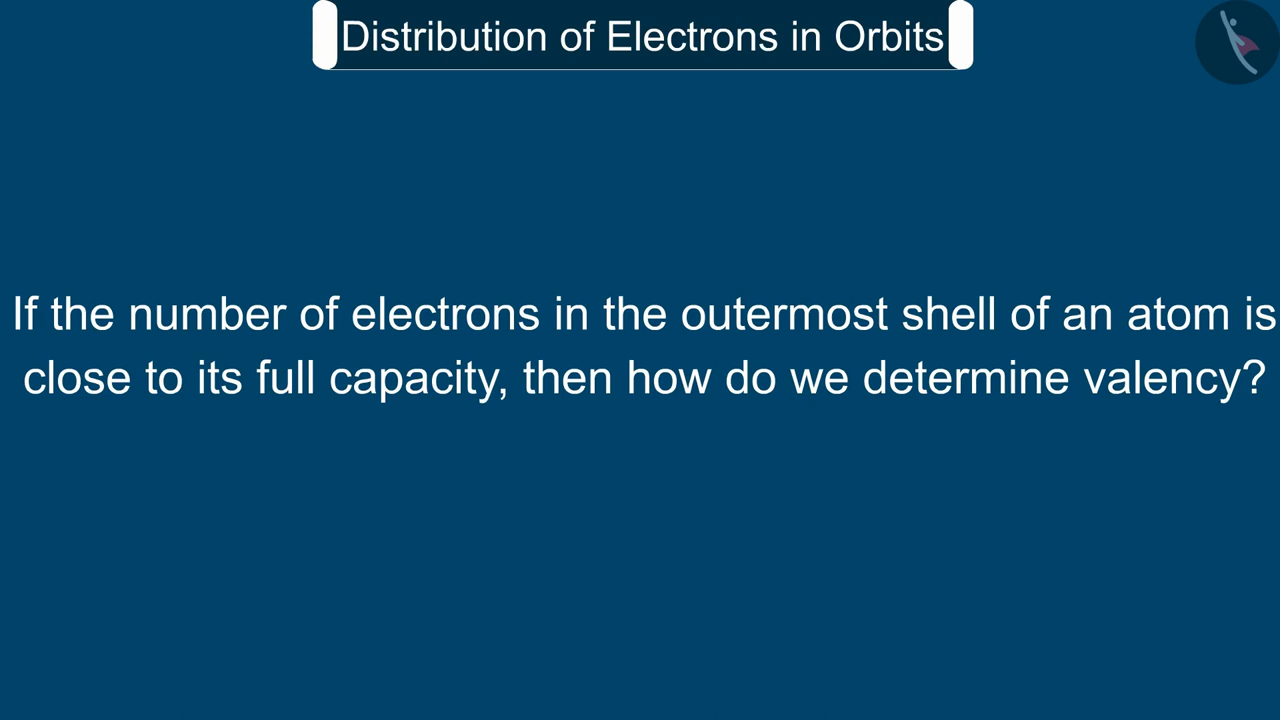 Distribution of Electrons in Orbits
If the number of electrons in the outermost shell of an atom is
close to its full capacity, then how do we determine valency?